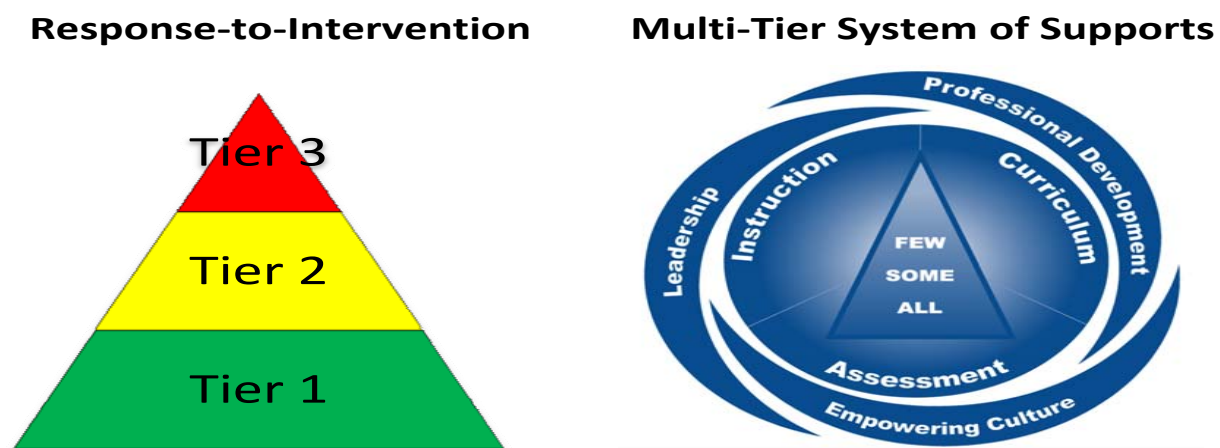 Response-to-Intervention
Tier 3
Tier 2
Tier 1
Multi-Tier System of Supports
Professional Development
Leadership
Instruction
Curriculum
FEW
SOME
ALL
Assessment
Empowering Culture